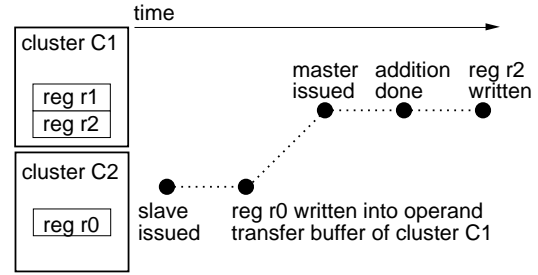 time
cluster C1
reg r1
reg r2
master issued
addition done
reg r2 written
cluster C2
reg r0
slave issued
reg r0 written into operand
transfer buffer of cluster C1